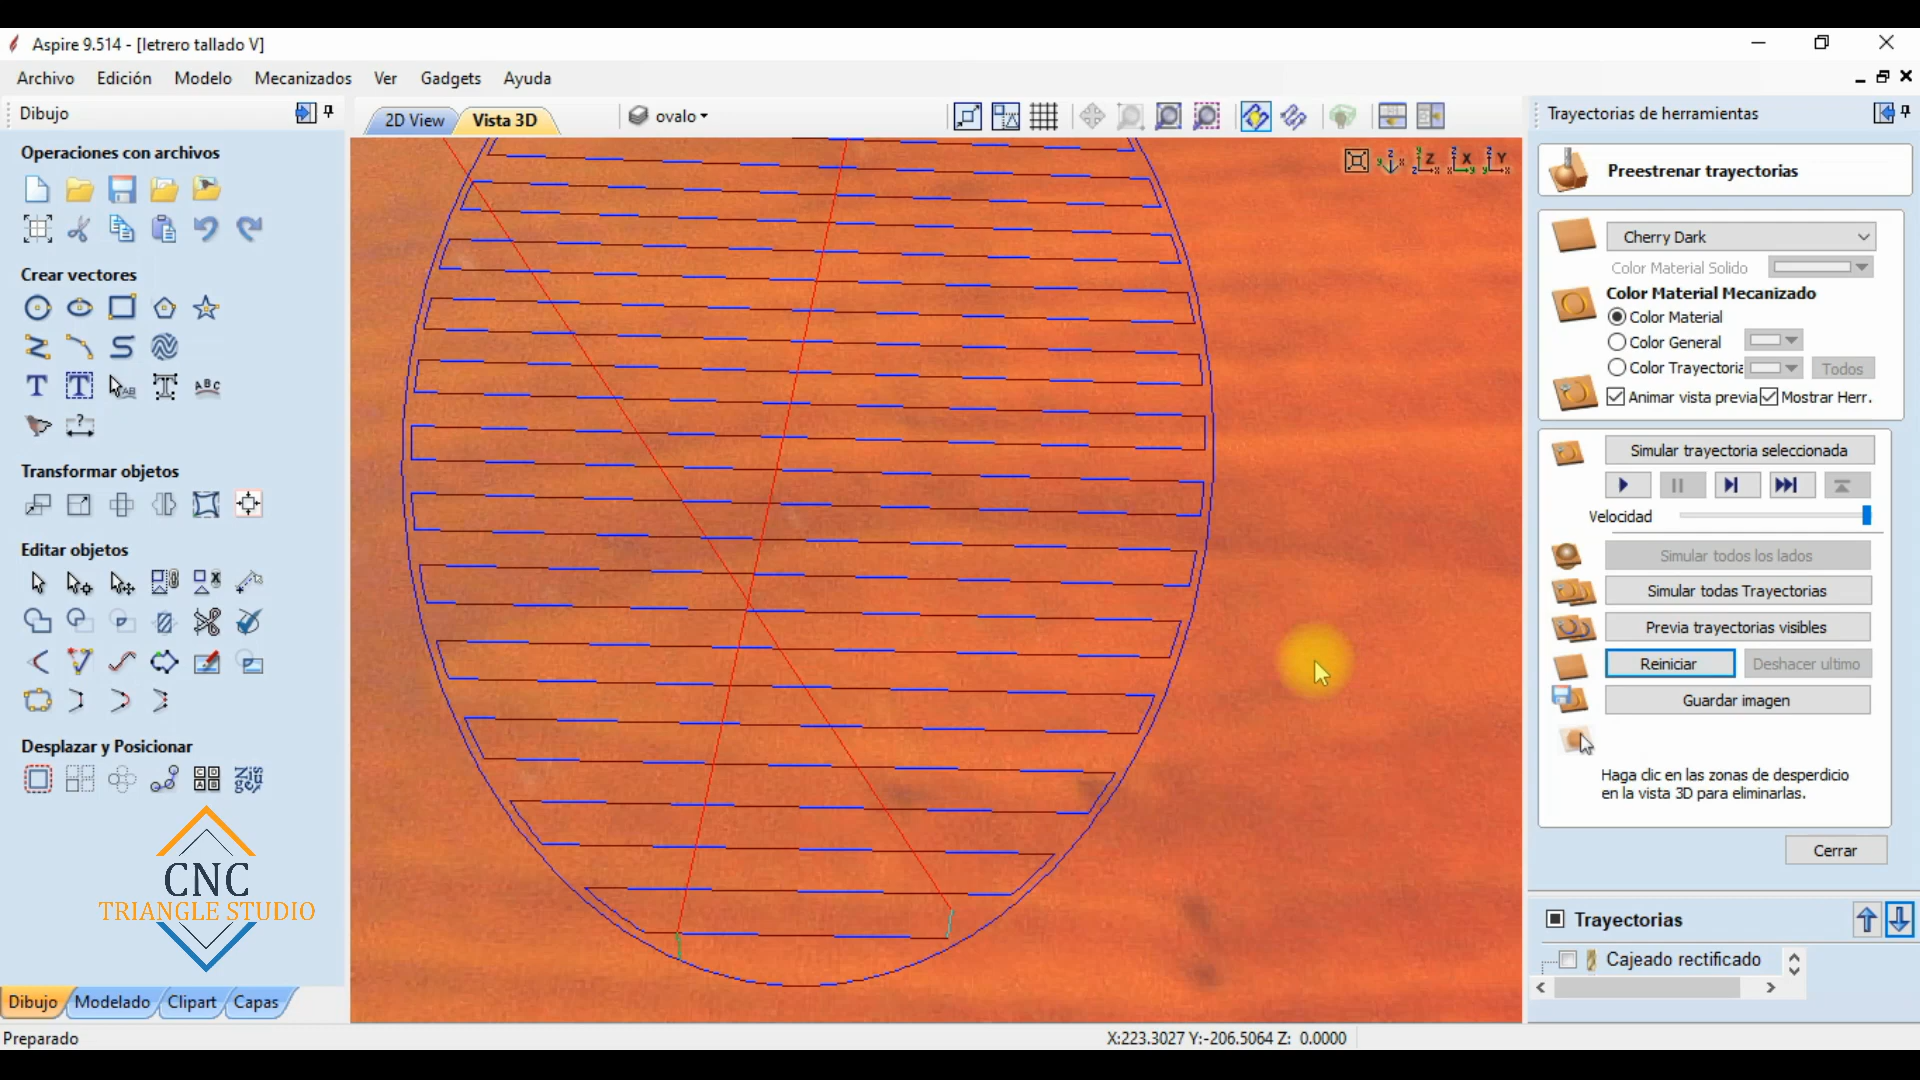 Aspire 9.514 - [letrero tallado V]
Archivo Edición Modelo Mecanizados Ver Gadgets Ayuda
Dibujo
2D View Vista 3D ovalo
Trayectorias de herramientas
Operaciones con archivos
Crear vectores
Transformar objetos
Editar objetos
Desplazar y Posicionar
CNC
TRIANGLE STUDIO
Dibujo Modelado Clipart Capas
Preparado
X:223.3027 Y:-206.5064 Z: 0.0000
Preestrenar trayectorias
Cherry Dark
Color Material Solido
Color Material Mecanizado
Color Material
Color General
Color Trayectoria Todos
Animar vista previa Mostrar Herr.
Simular trayectoria seleccionada
Velocidad
Simular todos los lados
Simular todas Trayectorias
Previa trayectorias visibles
Reiniciar Deshacer ultimo
Guardar imagen
Haga clic en las zonas de desperdicio
en la vista 3D para eliminarlas.
Cerrar
Trayectorias
Cajeado rectificado